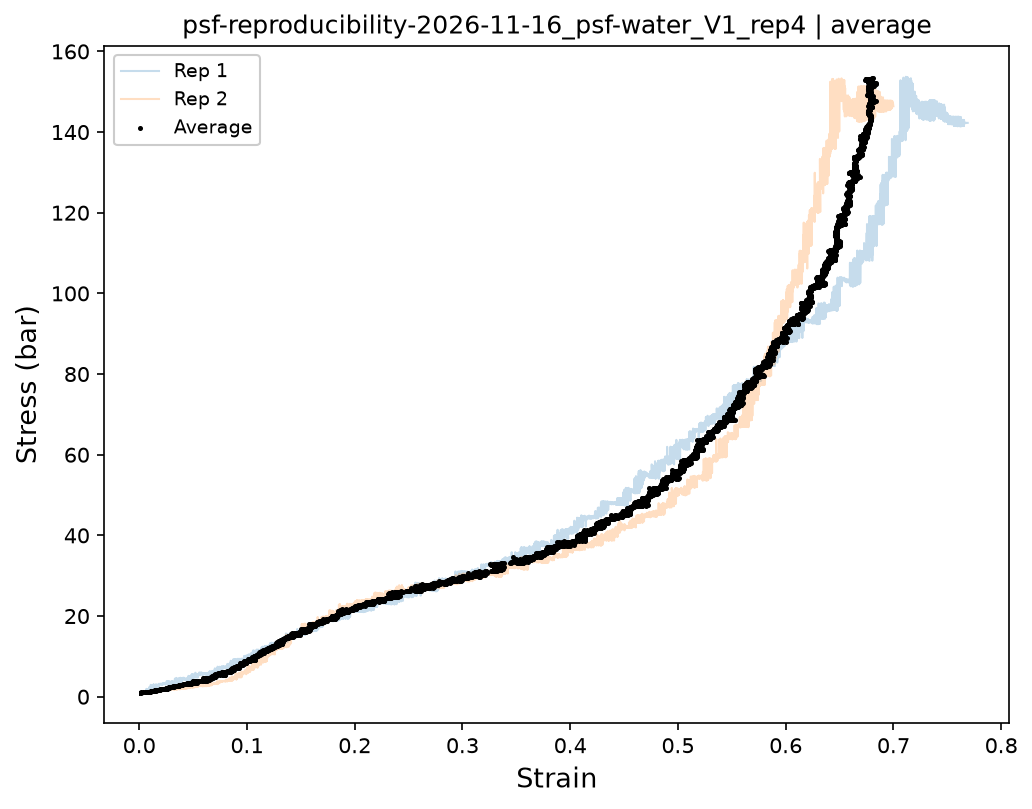 psf-reproducibility-2026-11-16_psf-water_V1_rep4 | average
160
140
120
100
80
60
40
20
0
Stress (bar)
Rep 1
Rep 2
Average
0.0 0.1 0.2 0.3 0.4 0.5 0.6 0.7 0.8
Strain